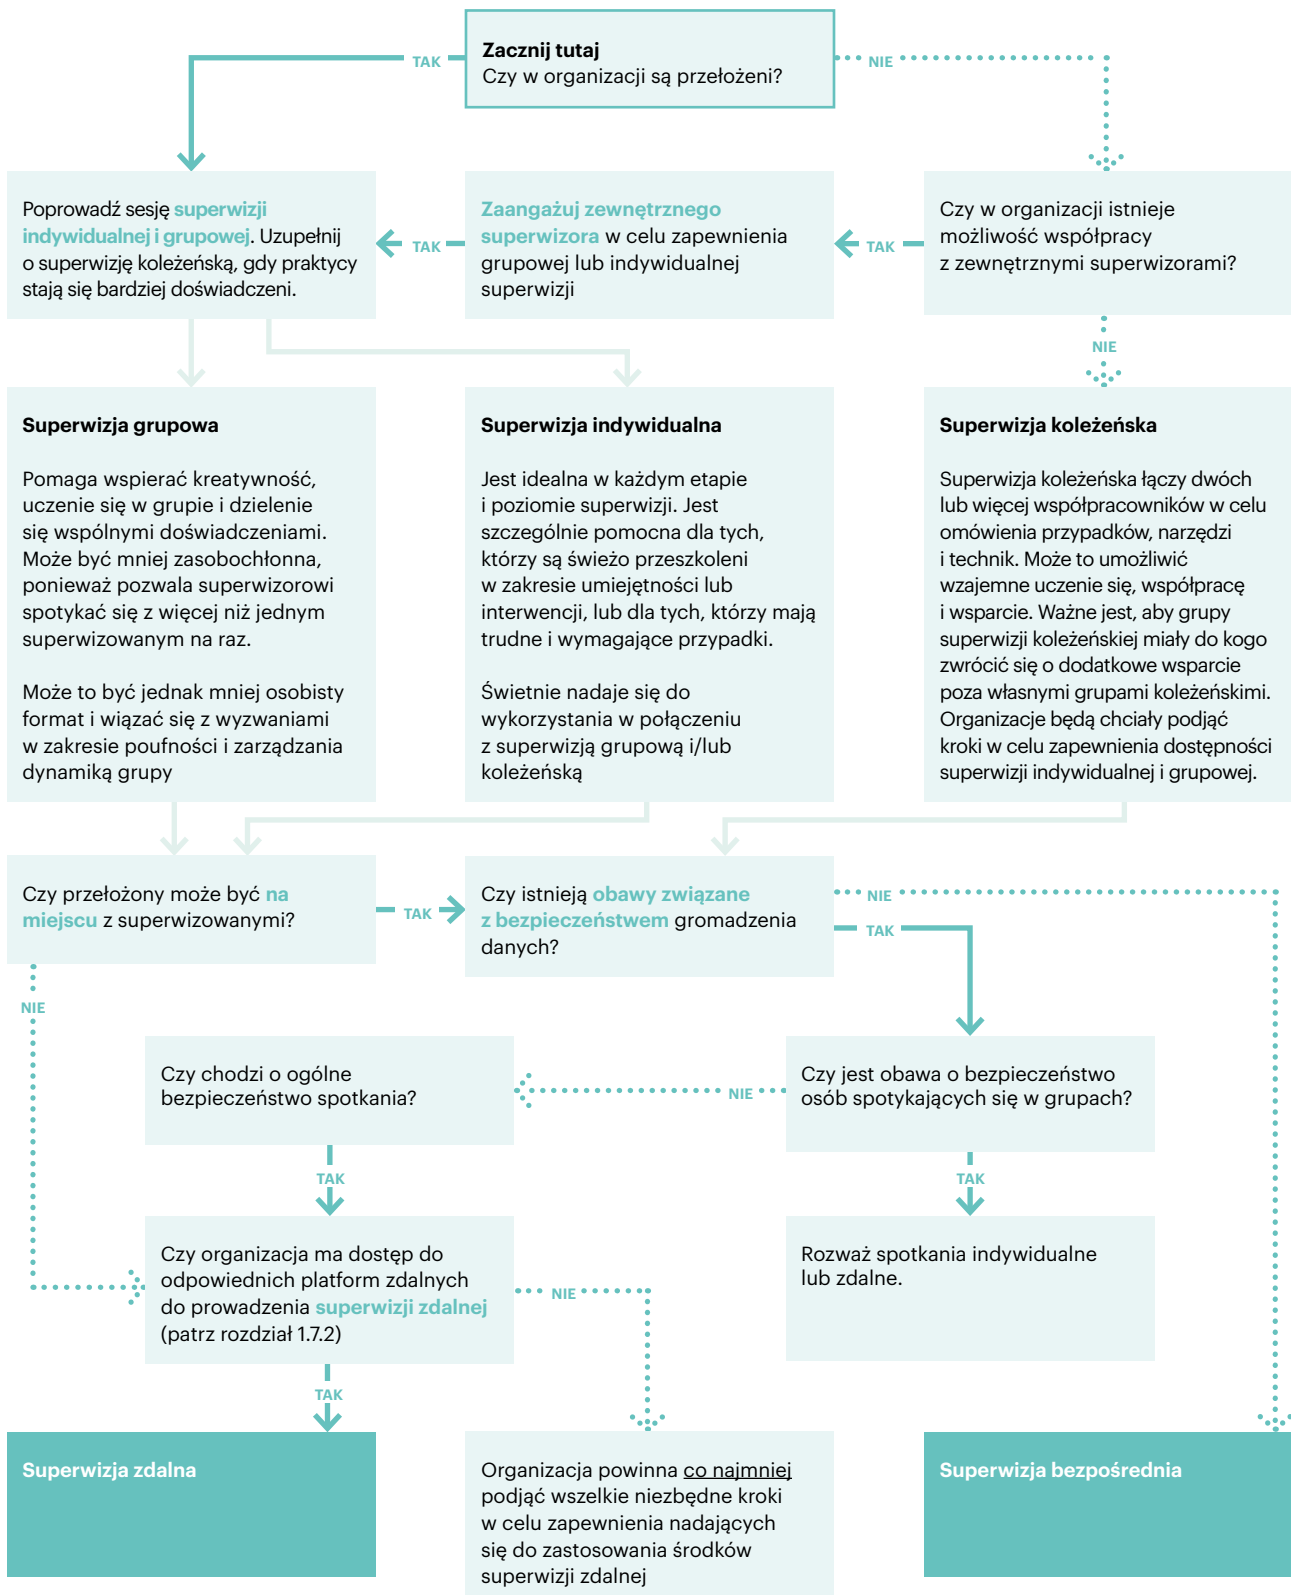 Zacznij tutaj
Czy w organizacji są przełożeni?
TAK
NIE
Poprowadź sesję superwizji
indywidualnej i grupowej. Uzupełnij
o superwizję koleżeńską, gdy praktycy
stają się bardziej doświadczeni.
TAK
Zaangażuj zewnętrznego
superwizora w celu zapewnienia
grupowej lub indywidualnej
superwizji
TAK
Czy w organizacji istnieje
możliwość współpracy
z zewnętrznymi superwizorami?
NIE
Superwizja grupowa
Pomaga wspierać kreatywność,
uczenie się w grupie i dzielenie
się wspólnymi doświadczeniami.
Może być mniej zasobochłonna,
ponieważ pozwala superwizorowi
spotykać się z więcej niż jednym
superwizowanym na raz.
Może to być jednak mniej osobisty
format i wiązać się z wyzwaniami
w zakresie poufności i zarządzania
dynamiką grupy
Superwizja indywidualna
Jest idealna w każdym etapie
i poziomie superwizji. Jest
szczególnie pomocna dla tych,
którzy są świeżo przeszkoleni
w zakresie umiejętności lub
interwencji, lub dla tych, którzy mają
trudne i wymagające przypadki.
Świetnie nadaje się do
wykorzystania w połączeniu
z superwizją grupową i/lub
koleżeńską
Superwizja koleżeńska
Superwizja koleżeńska łączy dwóch
lub więcej współpracowników w celu
omówienia przypadków, narzędzi
i technik. Może to umożliwić
wzajemne uczenie się, współpracę
i wsparcie. Ważne jest, aby grupy
superwizji koleżeńskiej miały do kogo
zwrócić się o dodatkowe wsparcie
poza własnymi grupami koleżeńskimi.
Organizacje będą chciały podjąć
kroki w celu zapewnienia dostępności
superwizji indywidualnej i grupowej.
Czy przełożony może być na
miejscu z superwizowanymi?
TAK
Czy istnieją obawy związane
z bezpieczeństwem gromadzenia
danych?
NIE
TAK
NIE
Czy chodzi o ogólne
bezpieczeństwo spotkania?
NIE
Czy jest obawa o bezpieczeństwo
osób spotykających się w grupach?
TAK
TAK
Czy organizacja ma dostęp do
odpowiednich platform zdalnych
do prowadzenia superwizji zdalnej
(patrz rozdział 1.7.2)
NIE
Rozważ spotkania indywidualne
lub zdalne.
TAK
Superwizja zdalna
Organizacja powinna co najmniej
podjąć wszelkie niezbędne kroki
w celu zapewnienia nadających
się do zastosowania środków
superwizji zdalnej
Superwizja bezpośrednia